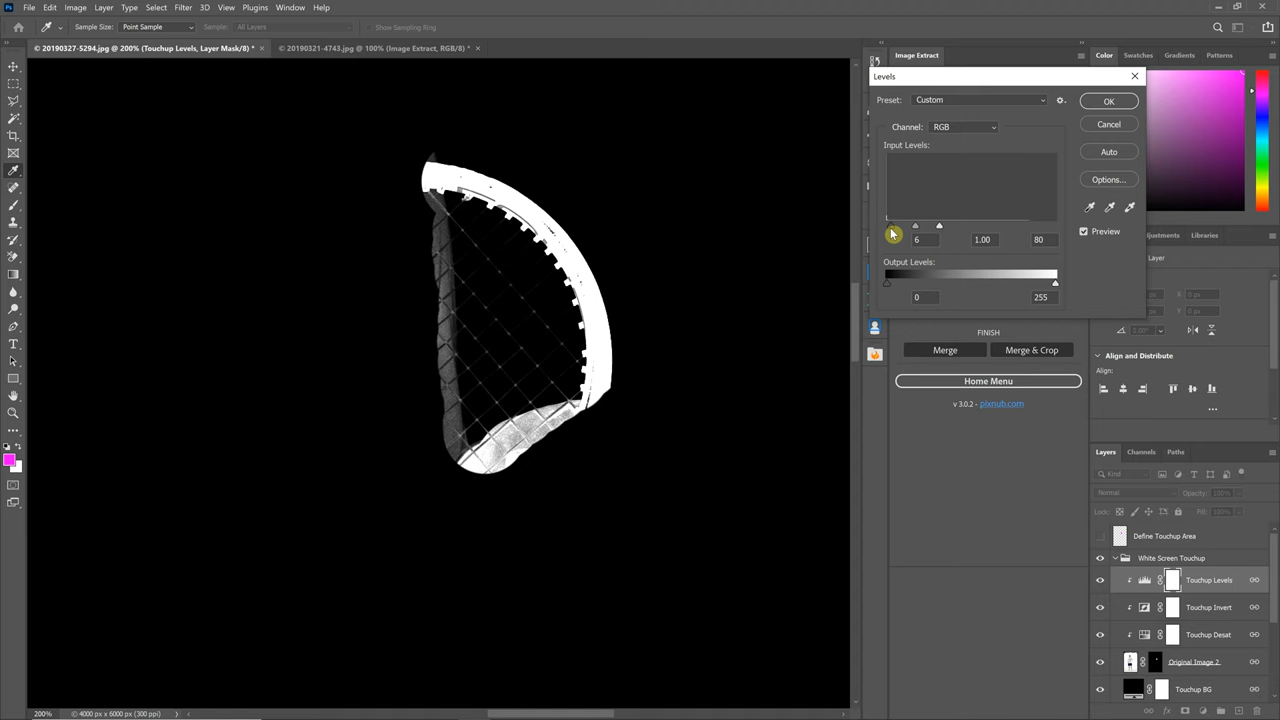 File Edit Image Layer Type Select Filter 3D View Plugins Window Help
Sample Size: Point Sample Sample: All Layers Show Sampling Ring
© 20190327-5294.jpg @ 200% (Touchup Levels, Layer Mask/8) * × © 20190321-4743.jpg @ 100% (Image Extract, RGB/8) * ×
Image Extract
Color Swatches Gradients Patterns
Levels
Preset: Custom
OK
Channel: RGB
Cancel
Input Levels:
Auto
Options...
Preview
6 1.00 80
Output Levels:
0 255
Libraries
Layer
FINISH
Merge Merge & Crop
Home Menu
v 3.0.2 - pixnub.com
Align and Distribute
Align:
Layers Channels Paths
Kind
Normal Opacity: 100%
Lock: Fill: 100%
Define Touchup Area
White Screen Touchup
Touchup Levels
Touchup Invert
Touchup Desat
Original Image 2
Touchup BG
200% © 4000 px x 6000 px (300 ppi)